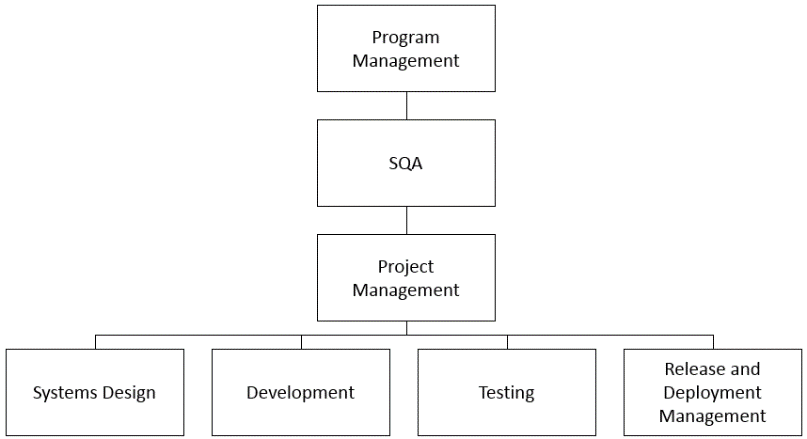 Program
Management
SQA
Project
Management
Systems Design
Development
Testing
Release and
Deployment
Management